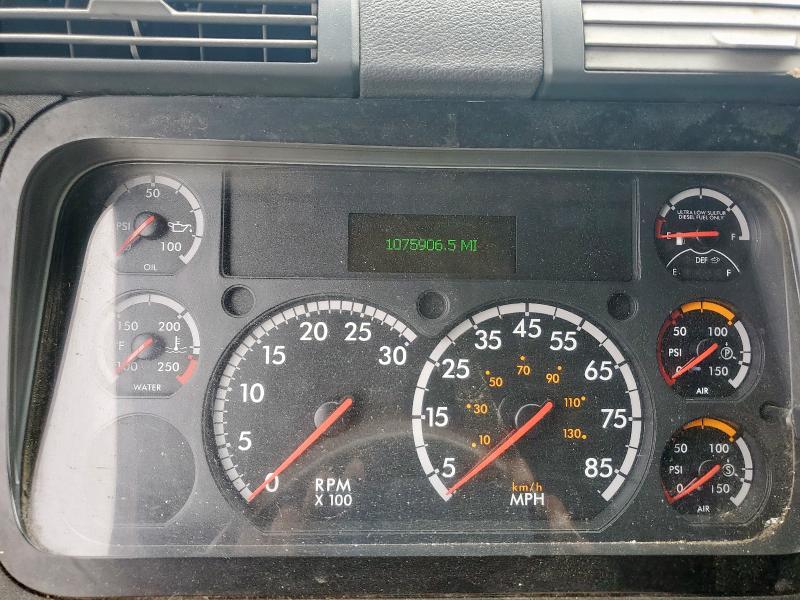 50
PSI
100
OIL
1075906.5 MI
ULTRA LOW SULFUR
DIESEL FUEL ONLY
E F
DEF
E F
150 200
°F
100 250
WATER
0 5 10 15 20 25 30
RPM
X 100
5 15 25 35 45 55 65 75 85
10 30 50 70 90 110 130
km/h
MPH
50 100
PSI P
0 150
AIR
50 100
PSI S
0 150
AIR